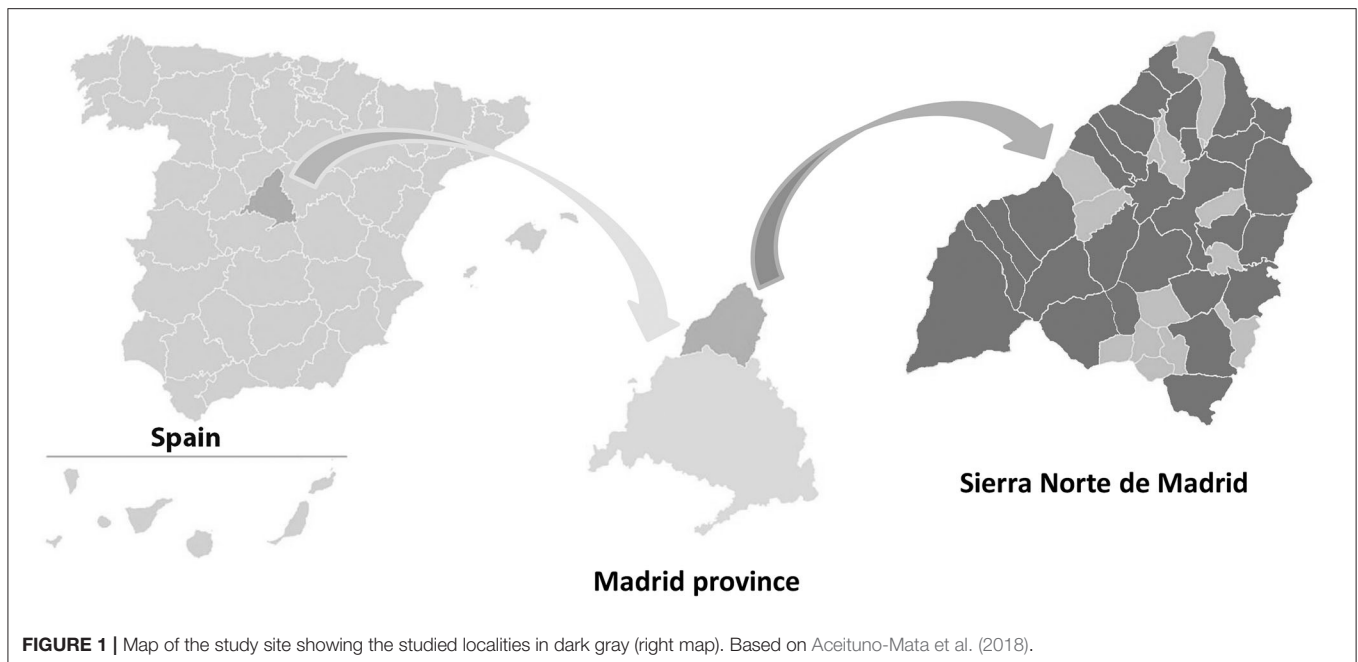 Spain
Sierra Norte de Madrid
Madrid province
FIGURE 1 | Map of the study site showing the studied localities in dark gray (right map). Based on Aceituno-Mata et al. (2018).